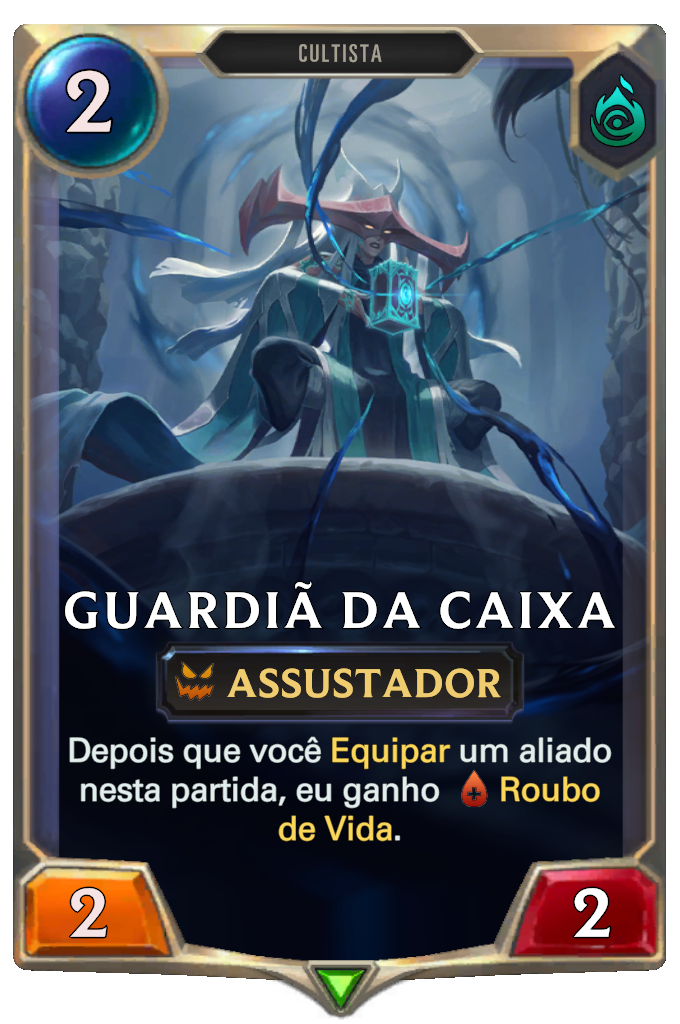 CULTISTA
2
GUARDIÃ DA CAIXA
ASSUSTADOR
Depois que você Equipar um aliado
nesta partida, eu ganho Roubo
de Vida.
2
2